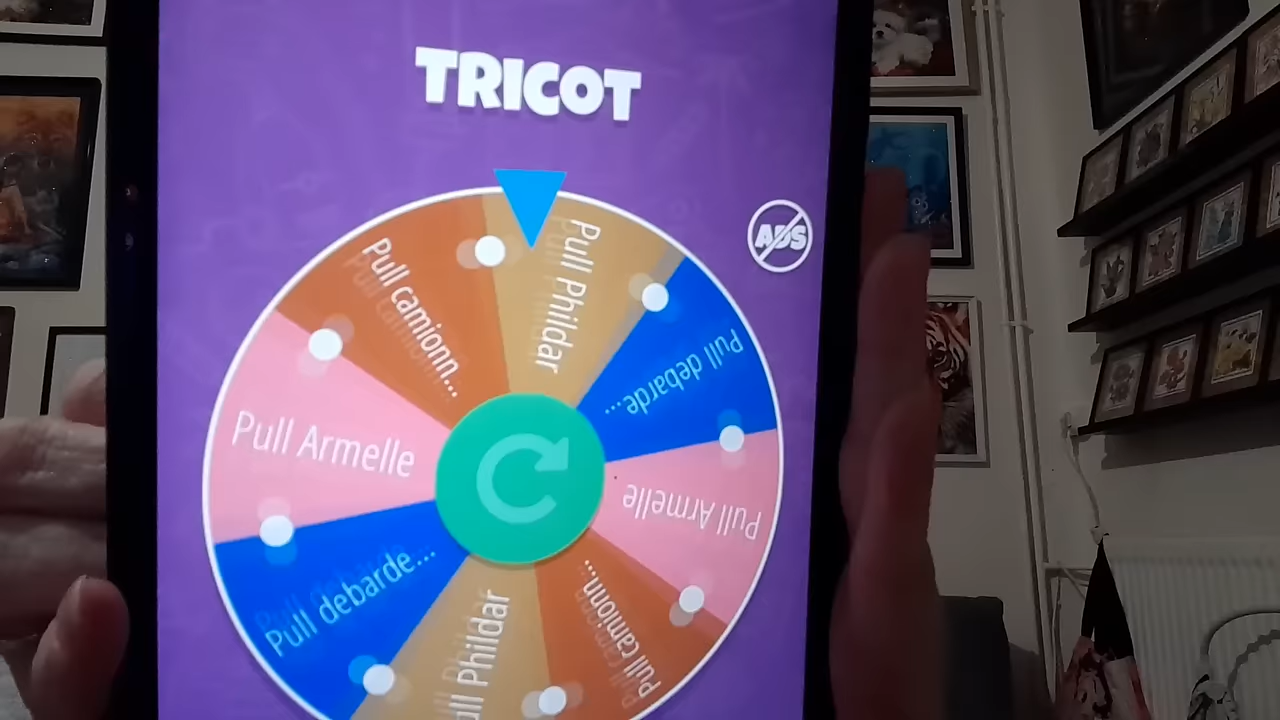 TRICOT
ADS
Pull Phildar
Pull camionn...
Pull debarde...
Pull Armelle
Pull Armelle
Pull debarde...
Pull camionn...
Pull Phildar